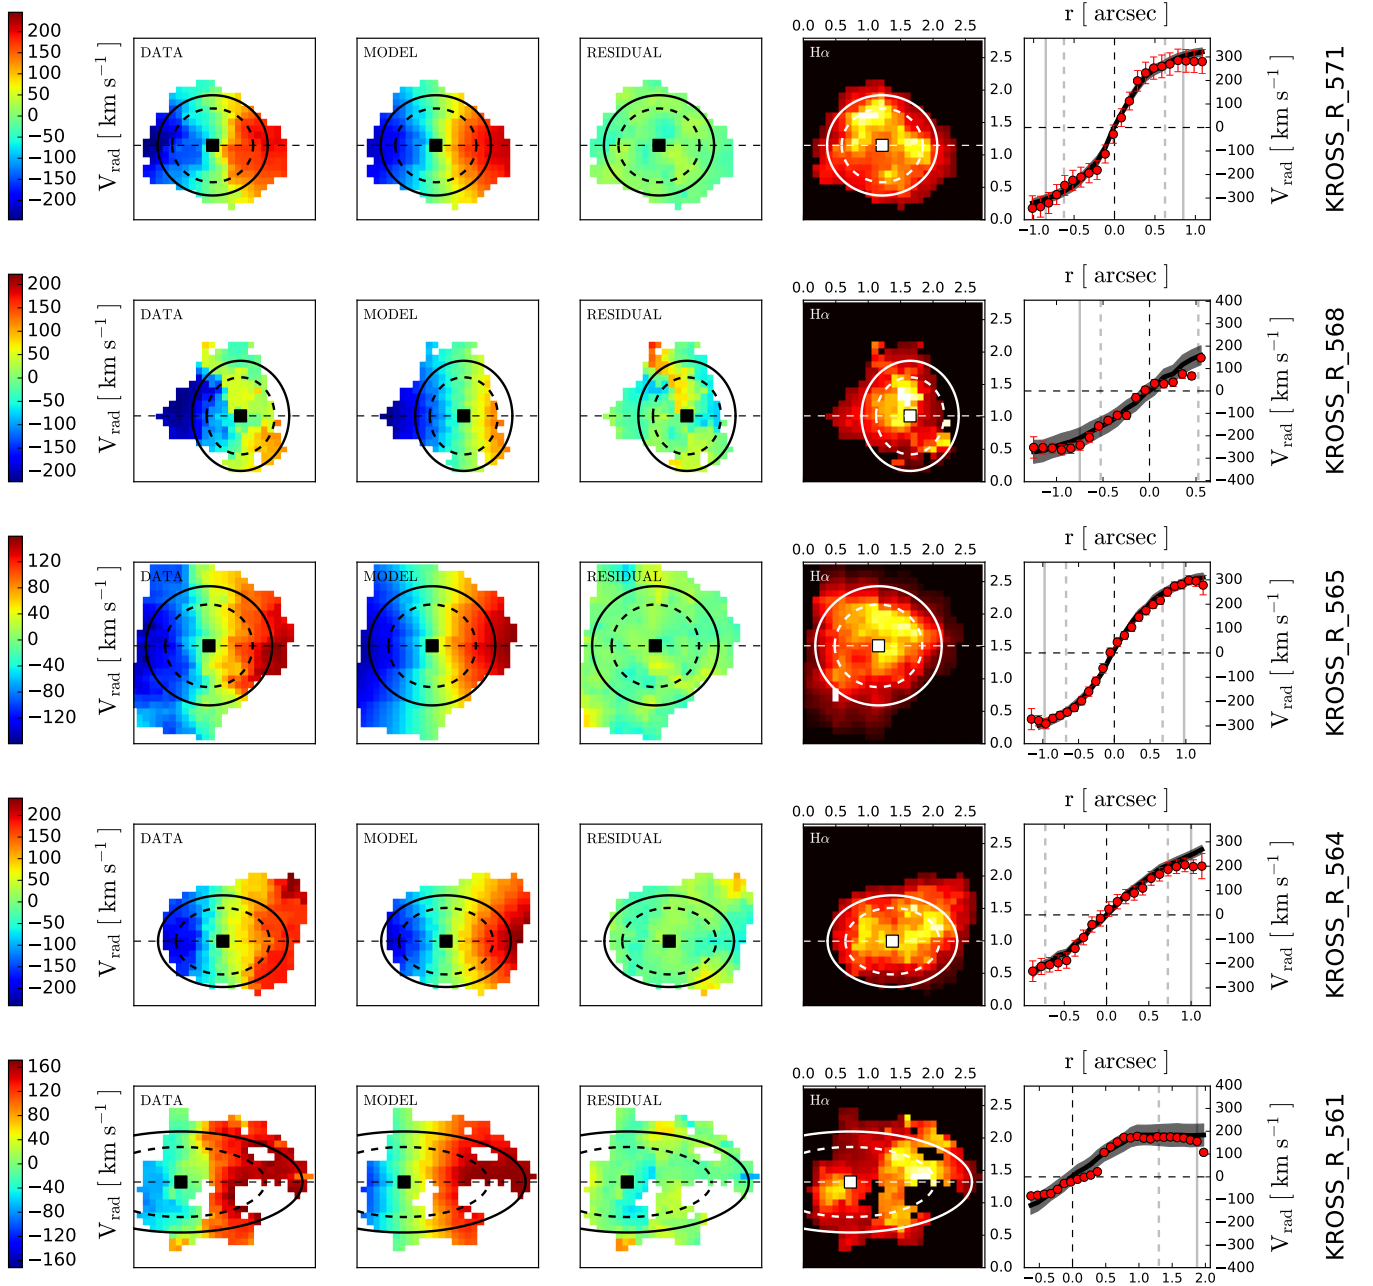 r [ arcsec ]
0.0 0.5 1.0 1.5 2.0 2.5
200
150
100
50
0
−50
−100
−150
−200
V_rad [ km s⁻¹ ]
DATA
MODEL
RESIDUAL
Hα
2.5
2.0
1.5
1.0
0.5
0.0
300
200
100
0
−100
−200
−300
V_rad [ km s⁻¹ ]
−1.0 −0.5 0.0 0.5 1.0
KROSS_R_571
r [ arcsec ]
0.0 0.5 1.0 1.5 2.0 2.5
200
150
100
50
0
−50
−100
−150
−200
V_rad [ km s⁻¹ ]
DATA
MODEL
RESIDUAL
Hα
2.5
2.0
1.5
1.0
0.5
0.0
400
300
200
100
0
−100
−200
−300
−400
V_rad [ km s⁻¹ ]
−1.0 −0.5 0.0 0.5
KROSS_R_568
r [ arcsec ]
0.0 0.5 1.0 1.5 2.0 2.5
120
80
40
0
−40
−80
−120
V_rad [ km s⁻¹ ]
DATA
MODEL
RESIDUAL
Hα
2.5
2.0
1.5
1.0
0.5
0.0
300
200
100
0
−100
−200
−300
V_rad [ km s⁻¹ ]
−1.0 −0.5 0.0 0.5 1.0
KROSS_R_565
r [ arcsec ]
0.0 0.5 1.0 1.5 2.0 2.5
200
150
100
50
0
−50
−100
−150
−200
V_rad [ km s⁻¹ ]
DATA
MODEL
RESIDUAL
Hα
2.5
2.0
1.5
1.0
0.5
0.0
300
200
100
0
−100
−200
−300
V_rad [ km s⁻¹ ]
−0.5 0.0 0.5 1.0
KROSS_R_564
r [ arcsec ]
0.0 0.5 1.0 1.5 2.0 2.5
160
120
80
40
0
−40
−80
−120
−160
V_rad [ km s⁻¹ ]
DATA
MODEL
RESIDUAL
Hα
2.5
2.0
1.5
1.0
0.5
0.0
400
300
200
100
0
−100
−200
−300
−400
V_rad [ km s⁻¹ ]
−0.5 0.0 0.5 1.0 1.5 2.0
KROSS_R_561